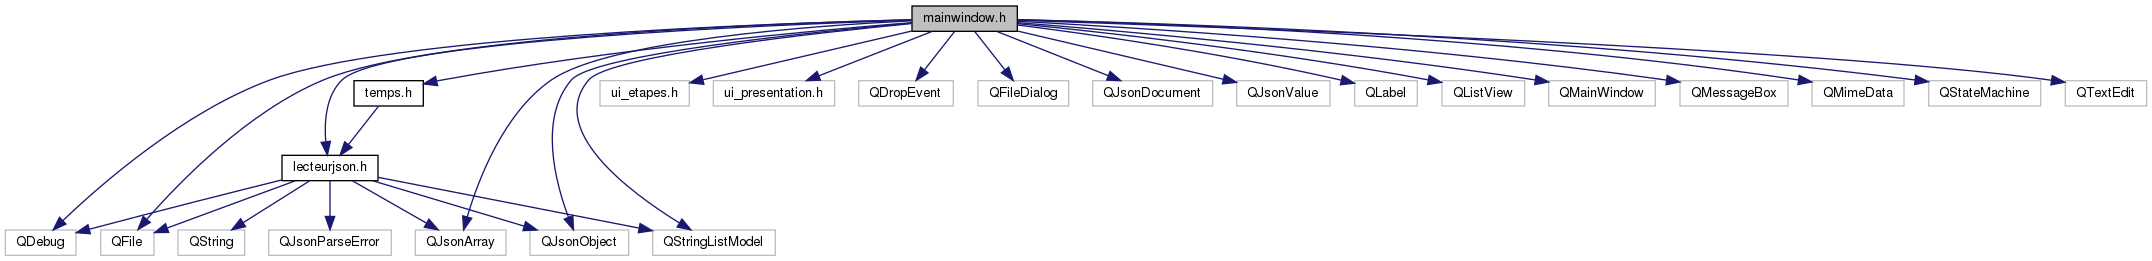 mainwindow.h
temps.h
ui_etapes.h
ui_presentation.h
QDropEvent
QFileDialog
QJsonDocument
QJsonValue
QLabel
QListView
QMainWindow
QMessageBox
QMimeData
QStateMachine
QTextEdit
lecteurjson.h
QDebug
QFile
QString
QJsonParseError
QJsonArray
QJsonObject
QStringListModel